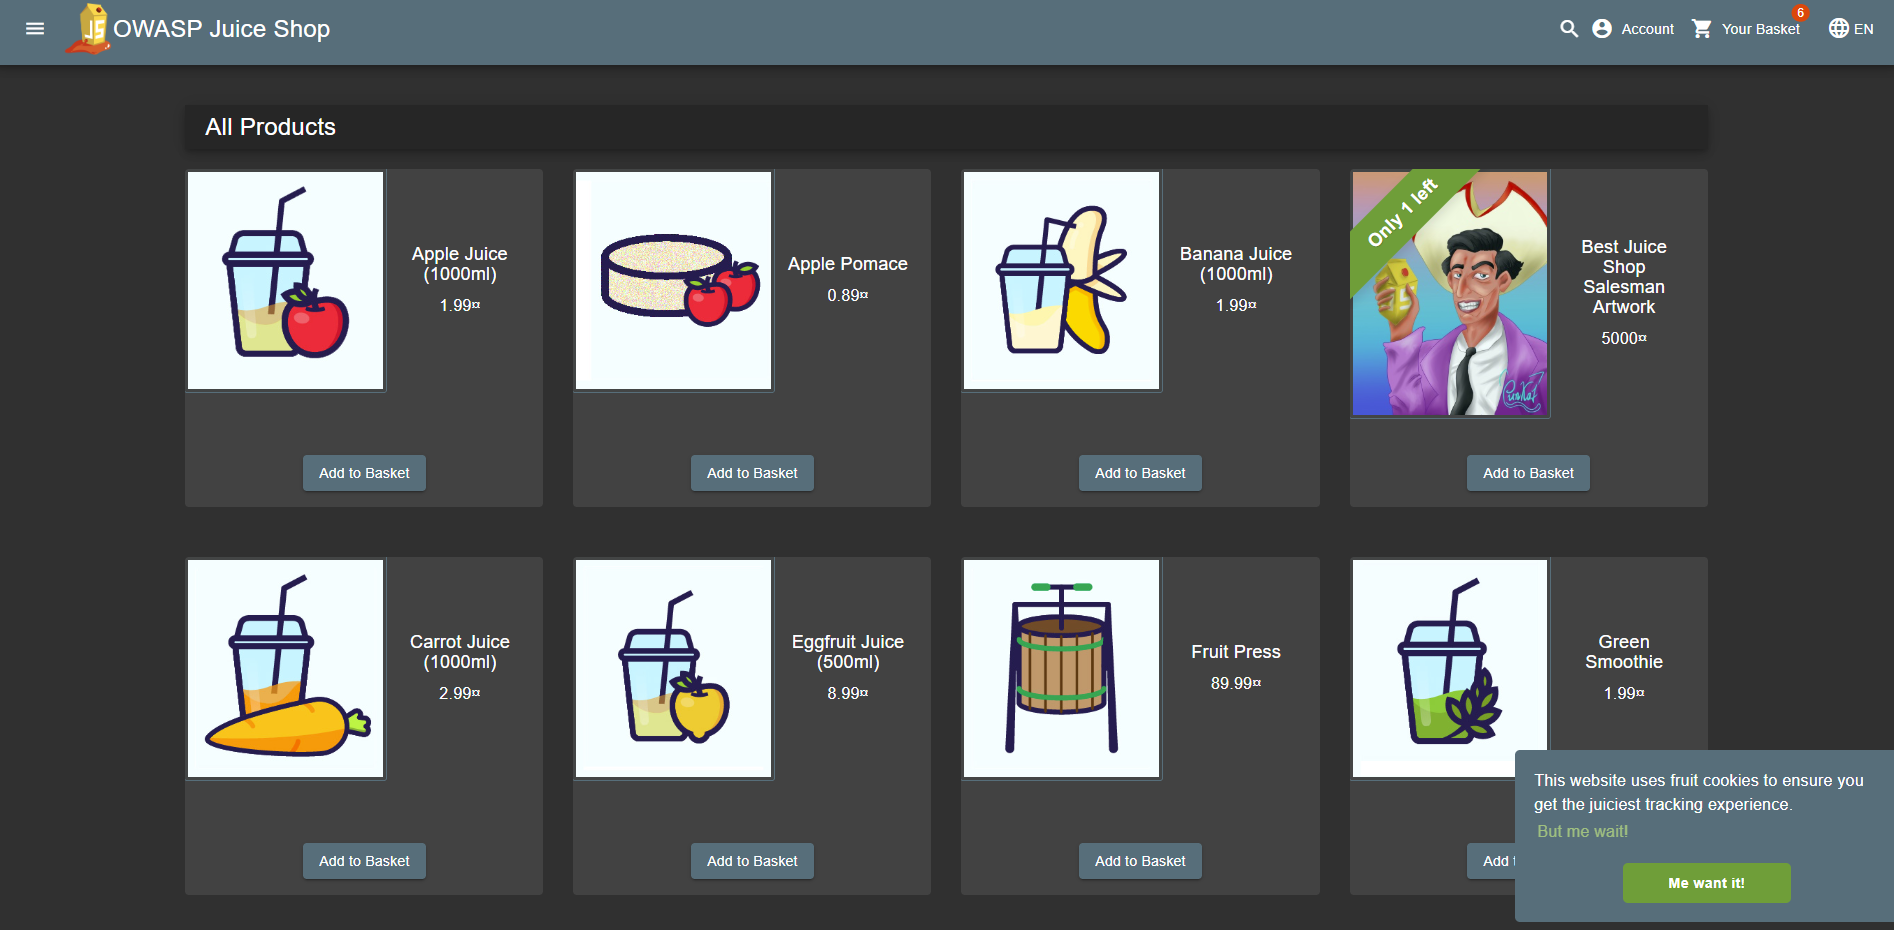 OWASP Juice Shop
Account
Your Basket
6
EN
All Products
Apple Juice
(1000ml)
1.99¤
Add to Basket
Apple Pomace
0.89¤
Add to Basket
Banana Juice
(1000ml)
1.99¤
Add to Basket
Only 1 left
Best Juice
Shop
Salesman
Artwork
5000¤
Add to Basket
Carrot Juice
(1000ml)
2.99¤
Add to Basket
Eggfruit Juice
(500ml)
8.99¤
Add to Basket
Fruit Press
89.99¤
Add to Basket
Green
Smoothie
1.99¤
Add
This website uses fruit cookies to ensure you
get the juiciest tracking experience.
But me wait!
Me want it!